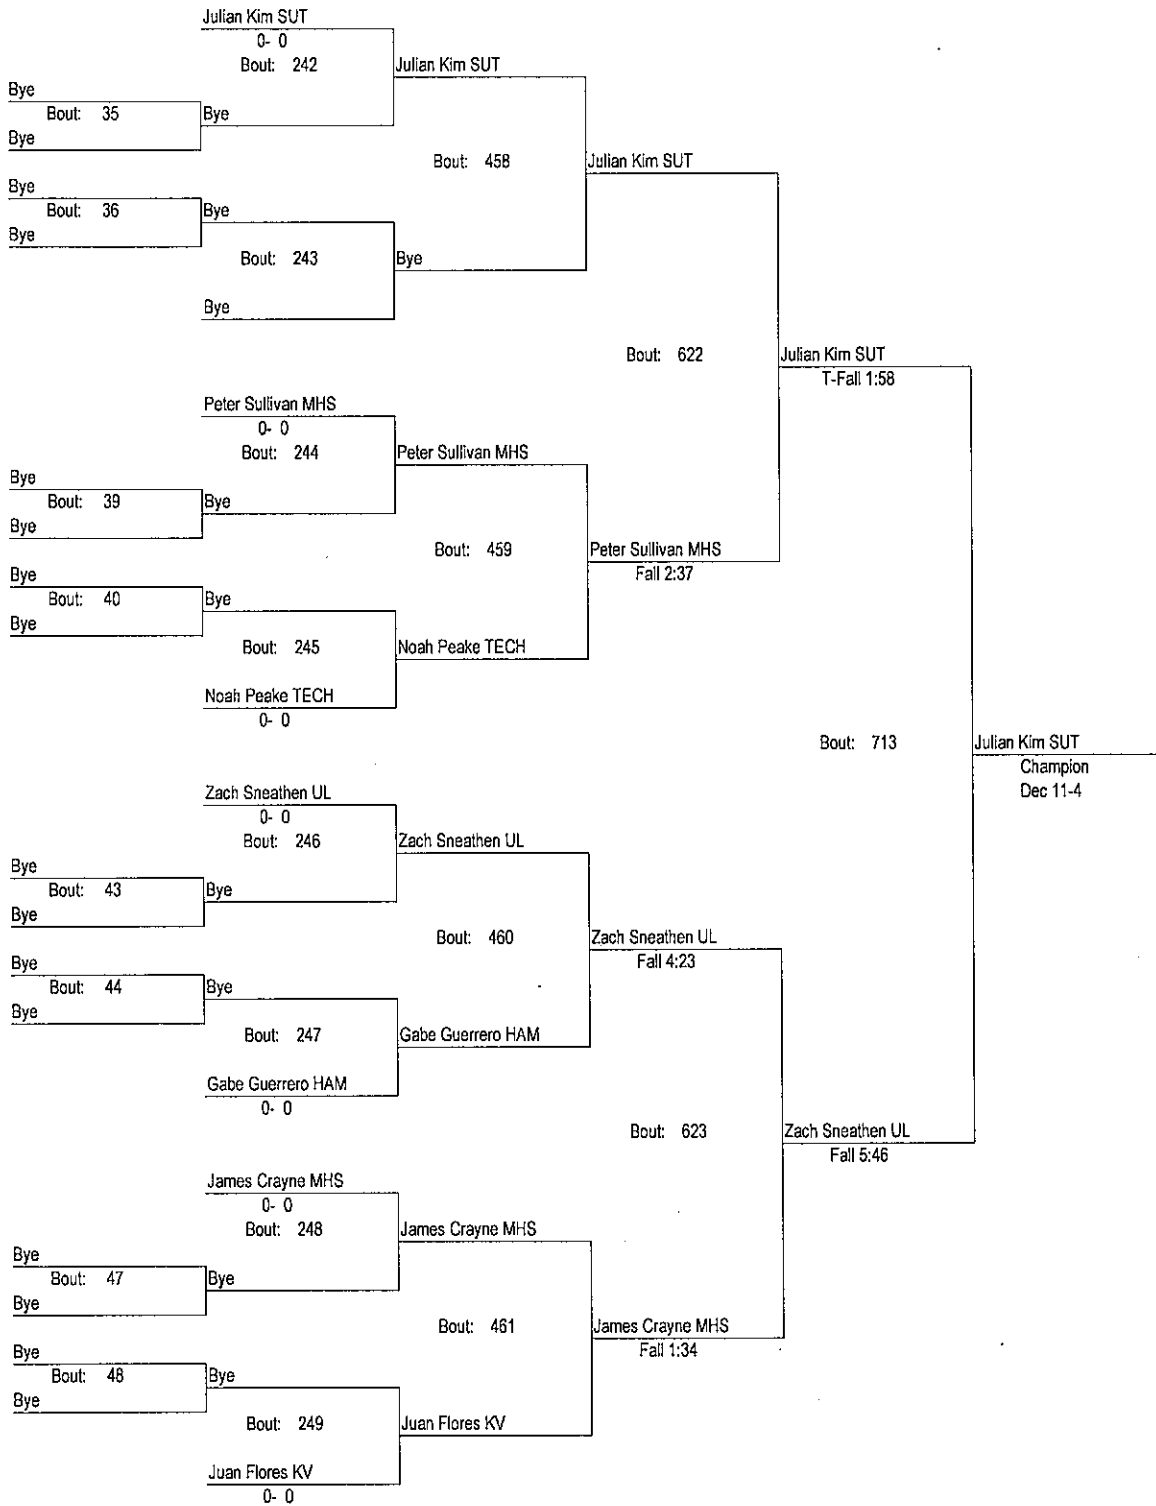 Julian Kim SUT
0- 0
Bout: 242
Julian Kim SUT
Bye
Bout: 35
Bye
Bye
Bout: 458
Julian Kim SUT
Bye
Bout: 36
Bye
Bye
Bout: 243
Bye
Bye
Bout: 622
Julian Kim SUT
T-Fall 1:58
Peter Sullivan MHS
0- 0
Bout: 244
Peter Sullivan MHS
Bye
Bout: 39
Bye
Bye
Bout: 459
Peter Sullivan MHS
Fall 2:37
Bye
Bout: 40
Bye
Bye
Bout: 245
Noah Peake TECH
Noah Peake TECH
0- 0
Bout: 713
Julian Kim SUT
Champion
Dec 11-4
Zach Sneathen UL
0- 0
Bout: 246
Zach Sneathen UL
Bye
Bout: 43
Bye
Bye
Bout: 460
Zach Sneathen UL
Fall 4:23
Bye
Bout: 44
Bye
Bye
Bout: 247
Gabe Guerrero HAM
Gabe Guerrero HAM
0- 0
Bout: 623
Zach Sneathen UL
Fall 5:46
James Crayne MHS
0- 0
Bout: 248
James Crayne MHS
Bye
Bout: 47
Bye
Bye
Bout: 461
James Crayne MHS
Fall 1:34
Bye
Bout: 48
Bye
Bye
Bout: 249
Juan Flores KV
Juan Flores KV
0- 0